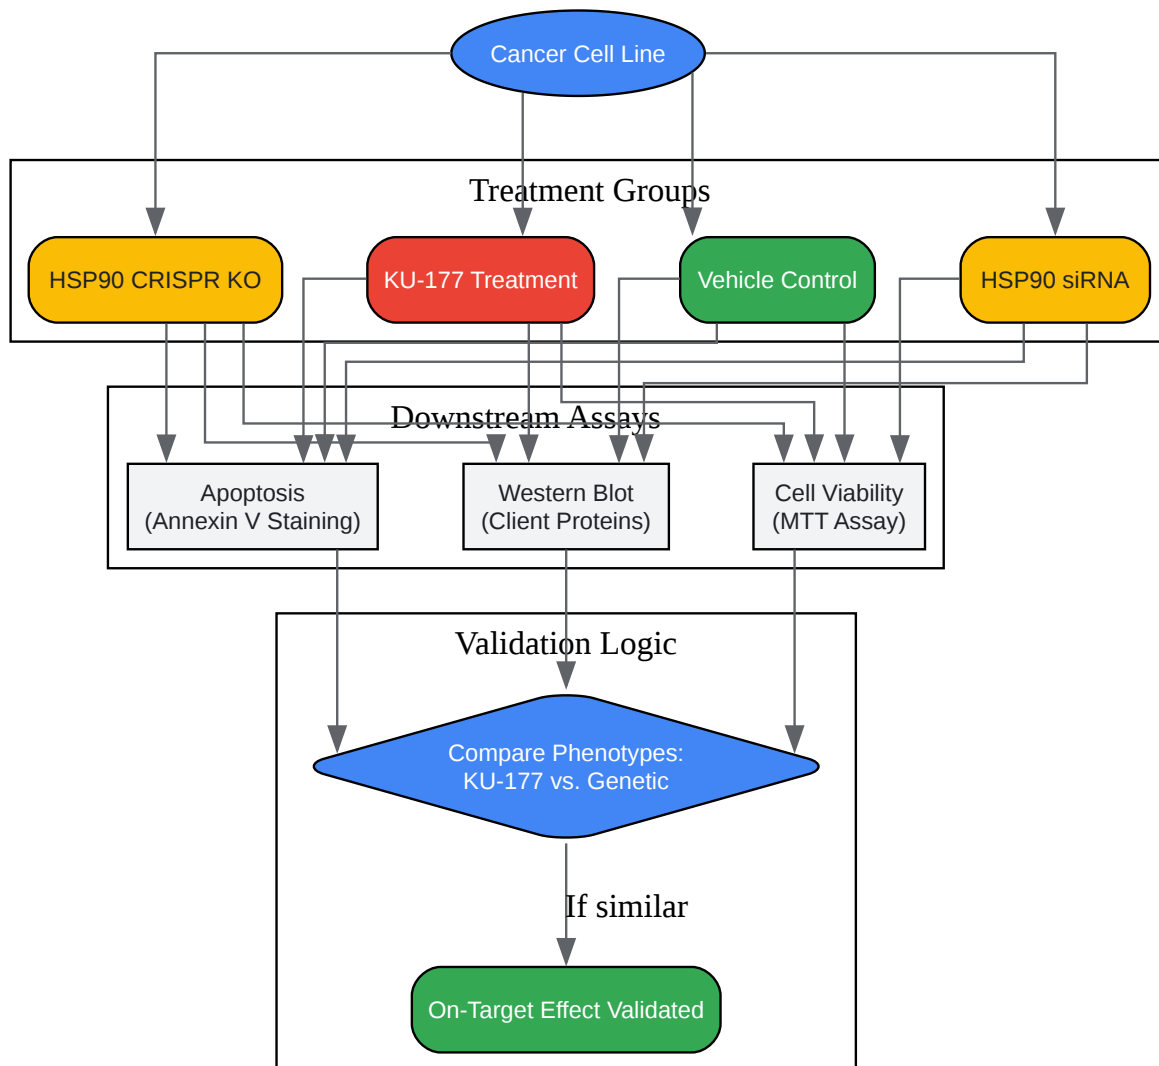 Cancer Cell Line
Treatment Groups
HSP90 CRISPR KO
KU-177 Treatment
Vehicle Control
HSP90 siRNA
Downstream Assays
Apoptosis
(Annexin V Staining)
Western Blot
(Client Proteins)
Cell Viability
(MTT Assay)
Validation Logic
Compare Phenotypes:
KU-177 vs. Genetic
If similar
On-Target Effect Validated